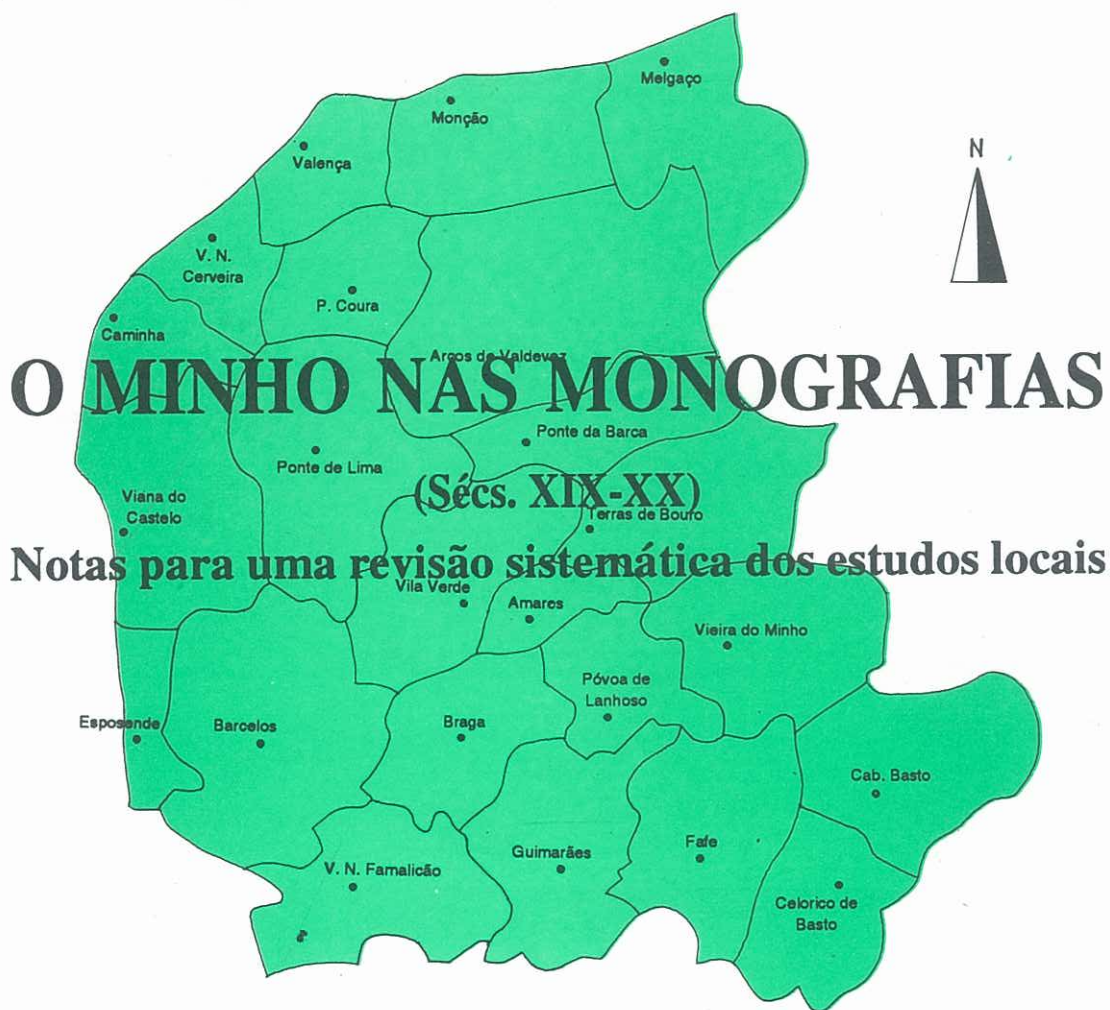 Melgaço
Monção
Valença
N
V. N.
Cerveira
P. Coura
Caminha
Arcos de Valdevez
O MINHO NAS MONOGRAFIAS
Ponte da Barca
Ponte de Lima
(Sécs. XIX-XX)
Viana do
Castelo
Terras de Bouro
Notas para uma revisão sistemática dos estudos locais
Vila Verde
Amares
Vieira do Minho
Póvoa de
Lanhoso
Esposende
Barcelos
Braga
Cab. Basto
Guimarães
Fafe
V. N. Famalicão
Celorico de
Basto